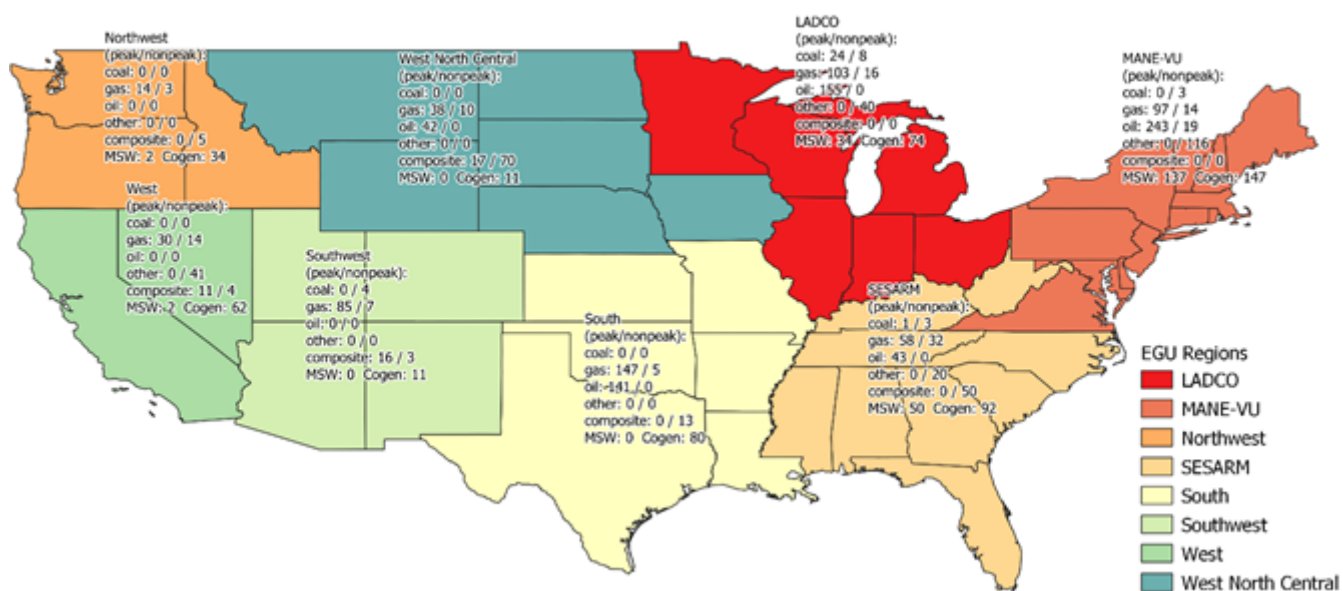 Northwest
(peak/nonpeak):
coal: 0 / 0
gas: 14 / 3
oil: 0 / 0
other: 0 / 0
composite: 0 / 5
MSW: 2 Cogen: 34
West
(peak/nonpeak):
coal: 0 / 0
gas: 30 / 14
oil: 0 / 0
other: 0 / 41
composite: 11 / 4
MSW: 2 Cogen: 62
West North Central
(peak/nonpeak):
coal: 0 / 0
gas: 38 / 10
oil: 42 / 0
other: 0 / 0
composite: 17 / 70
MSW: 0 Cogen: 11
Southwest
(peak/nonpeak):
coal: 0 / 4
gas: 85 / 7
oil: 0 / 0
other: 0 / 0
composite: 16 / 3
MSW: 0 Cogen: 11
South
(peak/nonpeak):
coal: 0 / 0
gas: 147 / 5
oil: 141 / 0
other: 0 / 0
composite: 0 / 13
MSW: 0 Cogen: 80
LADCO
(peak/nonpeak):
coal: 24 / 8
gas: 103 / 16
oil: 155 / 0
other: 0 / 40
composite: 0 / 0
MSW: 34 Cogen: 74
SESARM
(peak/nonpeak):
coal: 1 / 3
gas: 58 / 32
oil: 43 / 0
other: 0 / 20
composite: 0 / 50
MSW: 50 Cogen: 92
MANE-VU
(peak/nonpeak):
coal: 0 / 3
gas: 97 / 14
oil: 243 / 19
other: 0 / 116
composite: 0 / 0
MSW: 137 Cogen: 147
EGU Regions
LADCO
MANE-VU
Northwest
SESARM
South
Southwest
West
West North Central